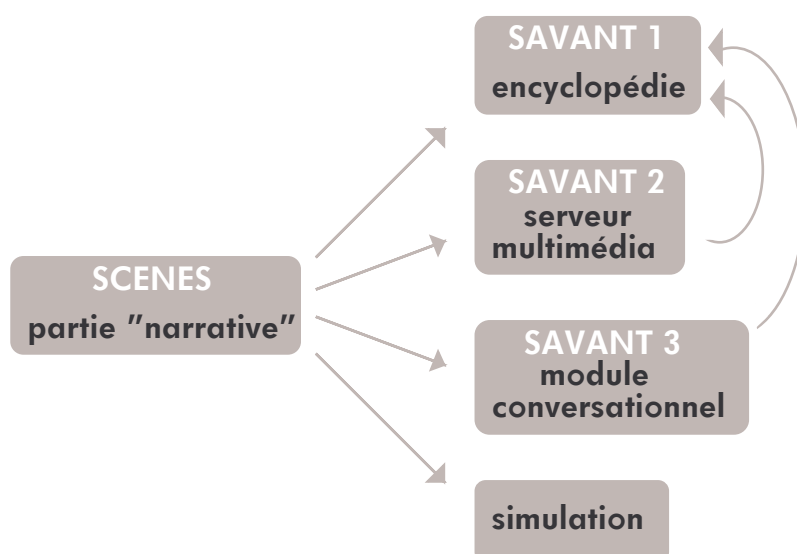 SAVANT 1
encyclopédie
SAVANT 2
serveur
multimédia
SCENES
partie "narrative"
SAVANT 3
module
conversationnel
simulation